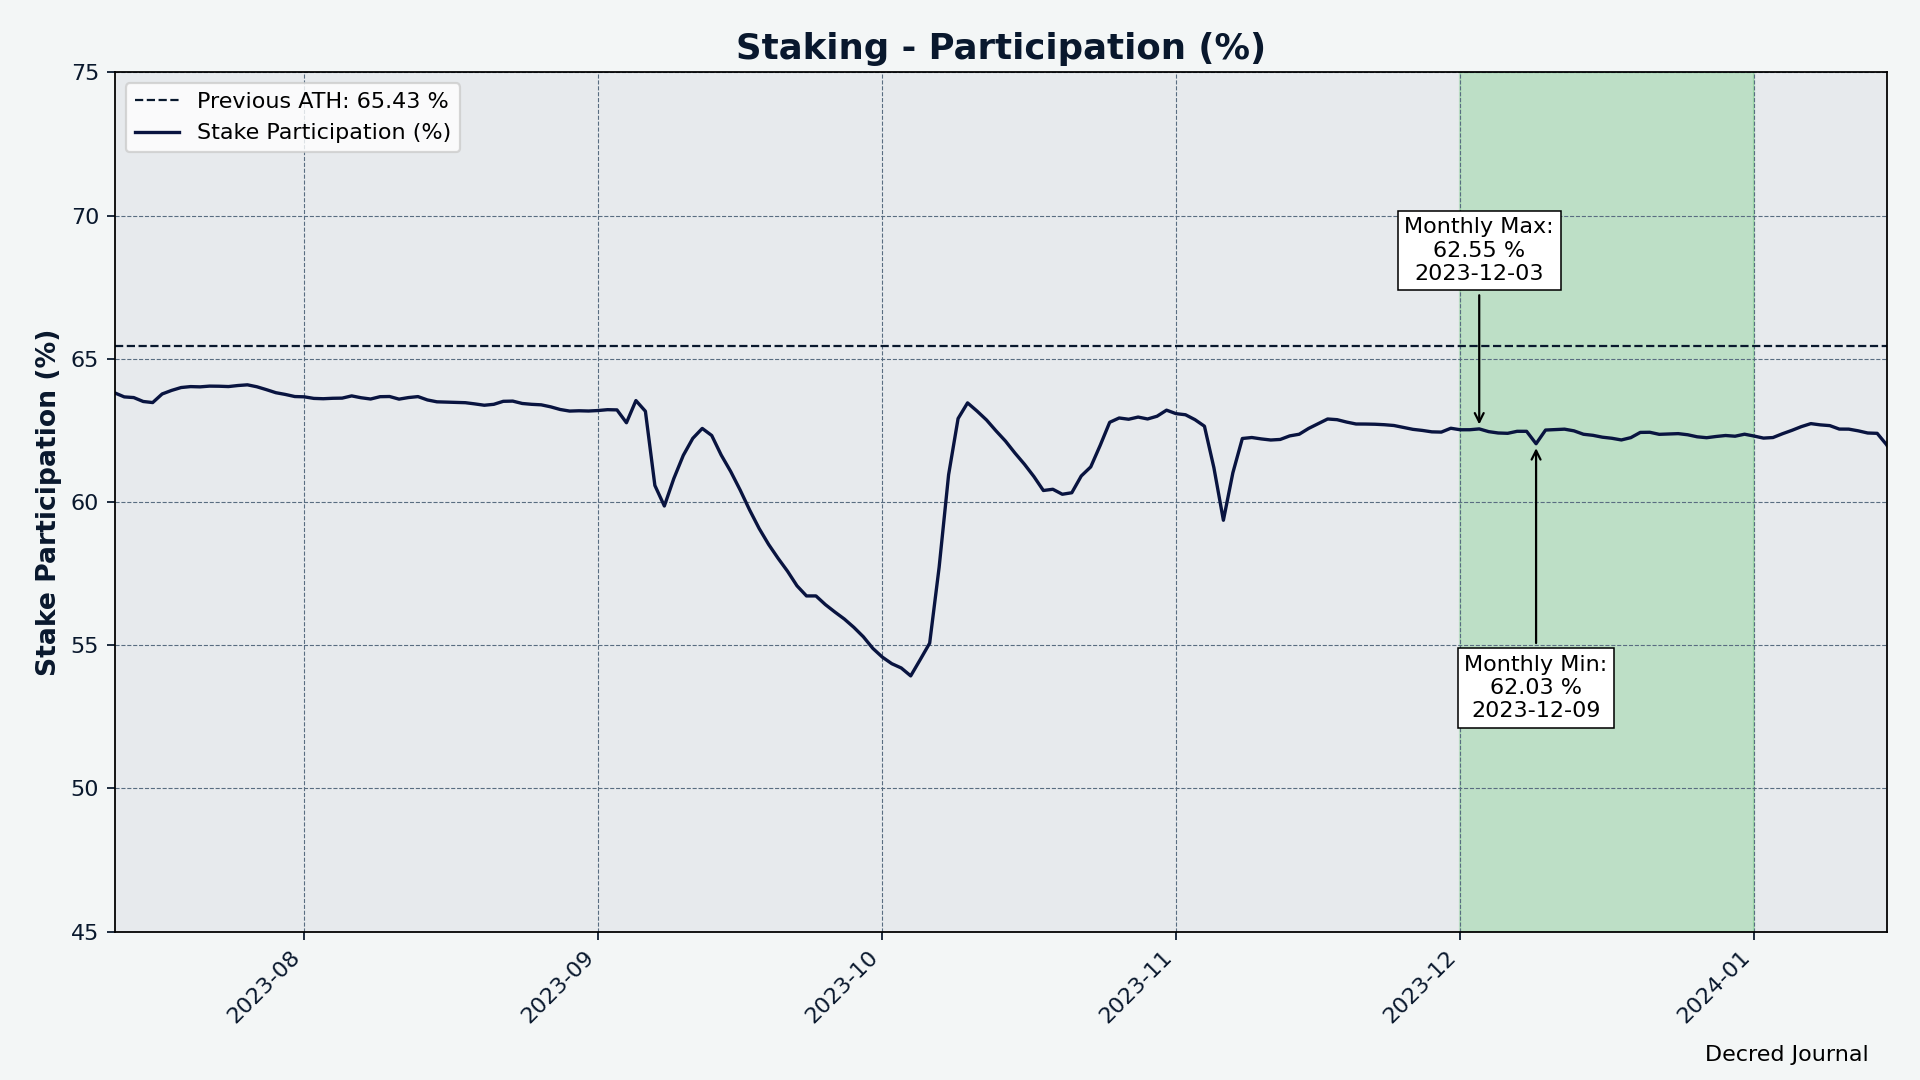 Staking - Participation (%)
Previous ATH: 65.43 %
Stake Participation (%)
Stake Participation (%)
75
70
65
60
55
50
45
Monthly Max:
62.55 %
2023-12-03
Monthly Min:
62.03 %
2023-12-09
2023-08
2023-09
2023-10
2023-11
2023-12
2024-01
Decred Journal